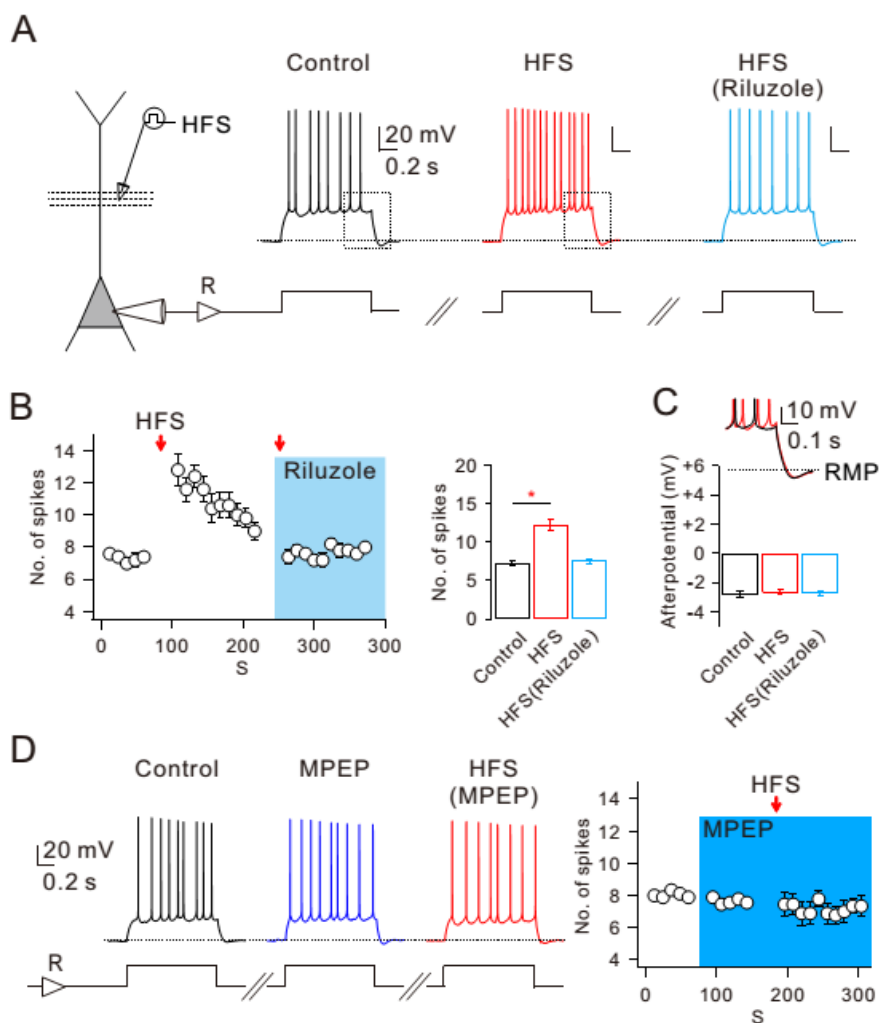 A
Control
HFS
HFS
(Riluzole)
HFS
20 mV
0.2 s
R
B
HFS
Riluzole
14
12
10
8
6
4
No. of spikes
0
100
200
300
300
S
20
15
10
5
0
No. of spikes
*
Control
HFS
HFS(Riluzole)
C
10 mV
0.1 s
RMP
+6
+4
+2
0
-2
-4
Afterpotential (mV)
Control
HFS
HFS(Riluzole)
D
Control
MPEP
HFS
(MPEP)
20 mV
0.2 s
R
HFS
MPEP
14
12
10
8
6
4
No. of spikes
0
100
200
300
S